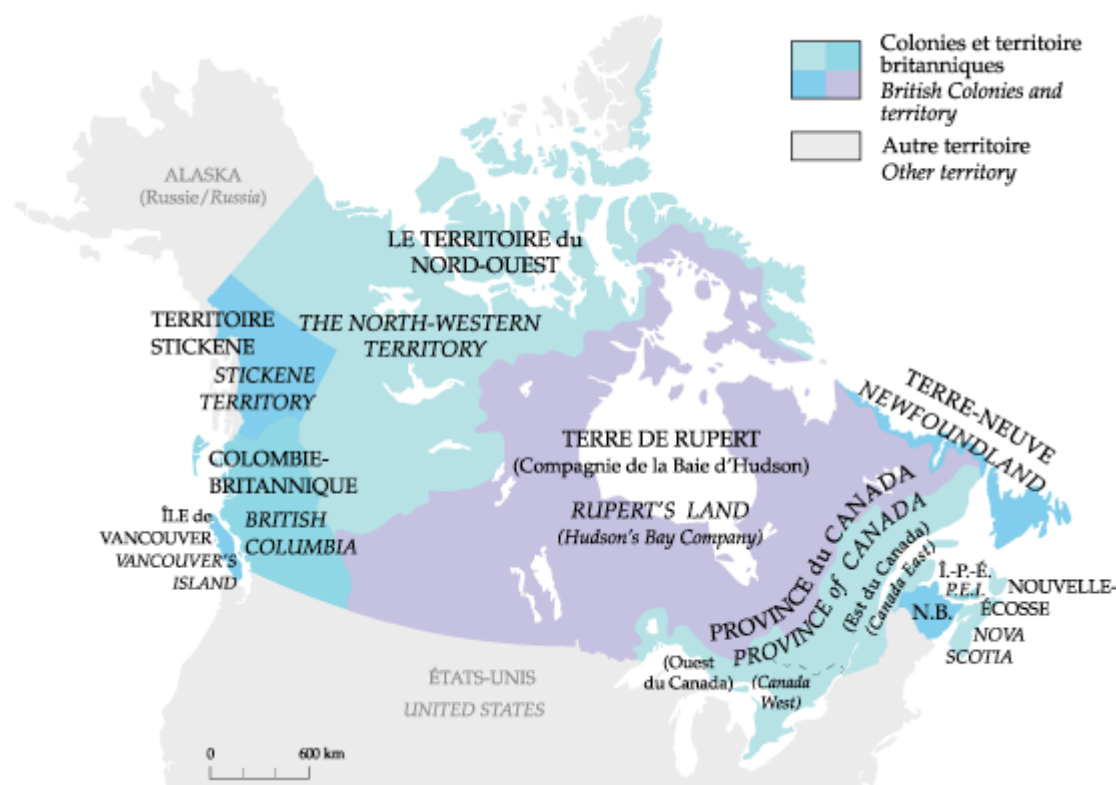 Colonies et territoire
britanniques
British Colonies and
territory
Autre territoire
Other territory
ALASKA
(Russie/Russia)
LE TERRITOIRE du
NORD-OUEST
THE NORTH-WESTERN
TERRITORY
TERRITOIRE
STICKENE
STICKENE
TERRITORY
COLOMBIE-
BRITANNIQUE
BRITISH
COLUMBIA
ÎLE de
VANCOUVER
VANCOUVER'S
ISLAND
TERRE DE RUPERT
(Compagnie de la Baie d'Hudson)
RUPERT'S LAND
(Hudson's Bay Company)
TERRE-NEUVE
NEWFOUNDLAND
PROVINCE du CANADA
PROVINCE of CANADA
(Est du Canada)
(Canada East)
Î.-P.-É.
P.E.I.
NOUVELLE-
ÉCOSSE
NOVA
SCOTIA
N.B.
(Ouest
du Canada)
(Canada
West)
ÉTATS-UNIS
UNITED STATES
0 600 km